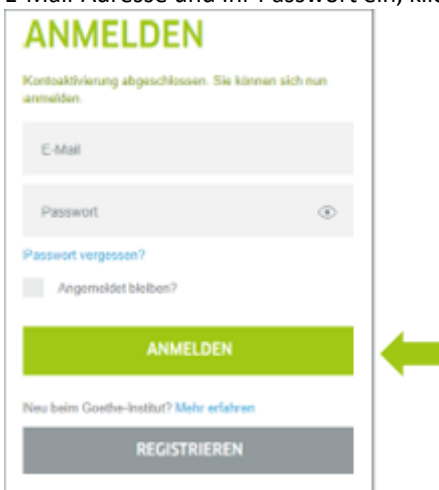 E-Mail-Adresse und Ihr Passwort ein,
ANMELDEN
Kontoaktivierung abgeschlossen. Sie können sich nun
anmelden.
E-Mail
Passwort
Passwort vergessen?
Angemeldet bleiben?
ANMELDEN
Neu beim Goethe-Institut? Mehr erfahren
REGISTRIEREN